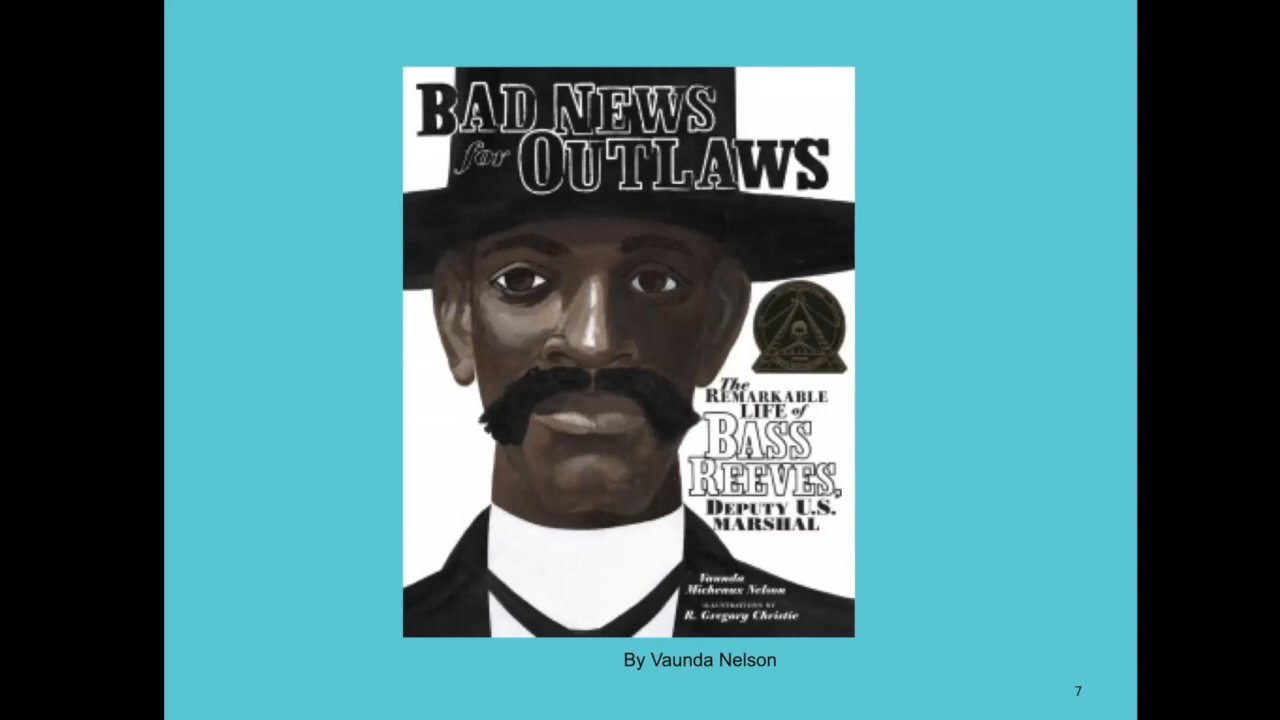 BAD NEWS
for OUTLAWS
The
REMARKABLE
LIFE of
BASS
REEVES,
DEPUTY U.S.
MARSHAL
Vaunda
Micheaux Nelson
ILLUSTRATIONS BY
R. Gregory Christie
By Vaunda Nelson
7